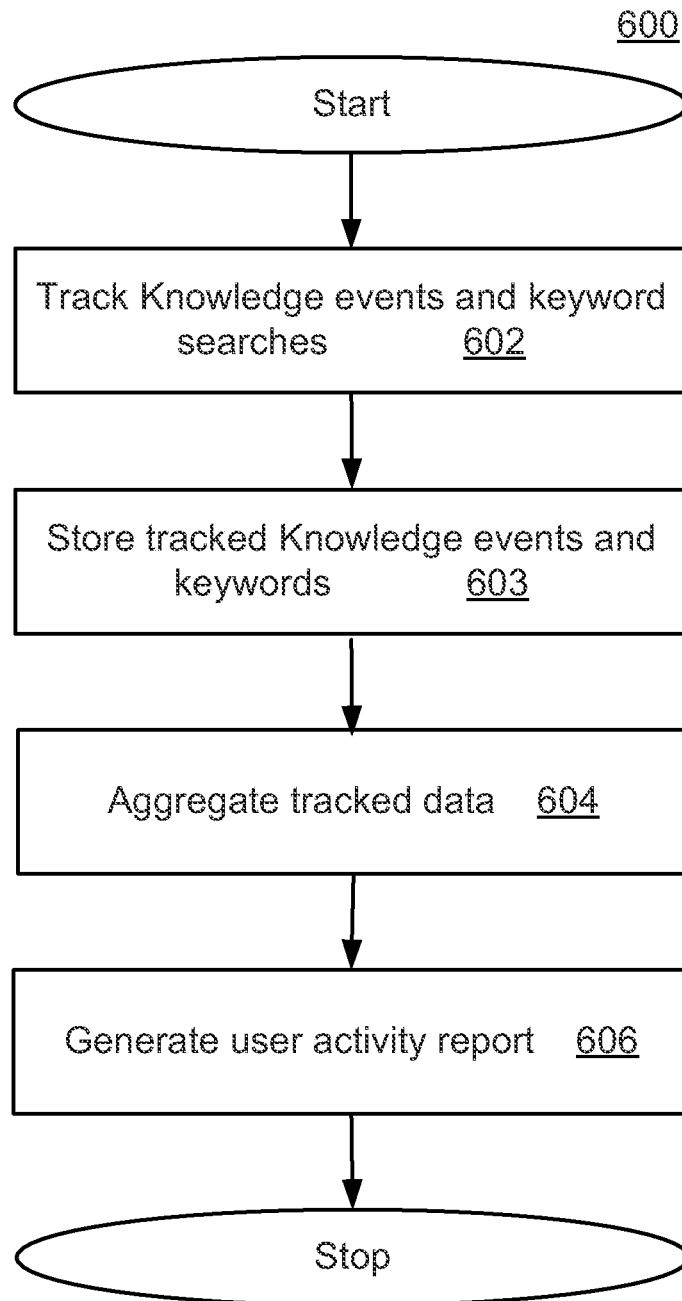 600
Start
Track Knowledge events and keyword
searches 602
Store tracked Knowledge events and
keywords 603
Aggregate tracked data 604
Generate user activity report 606
Stop